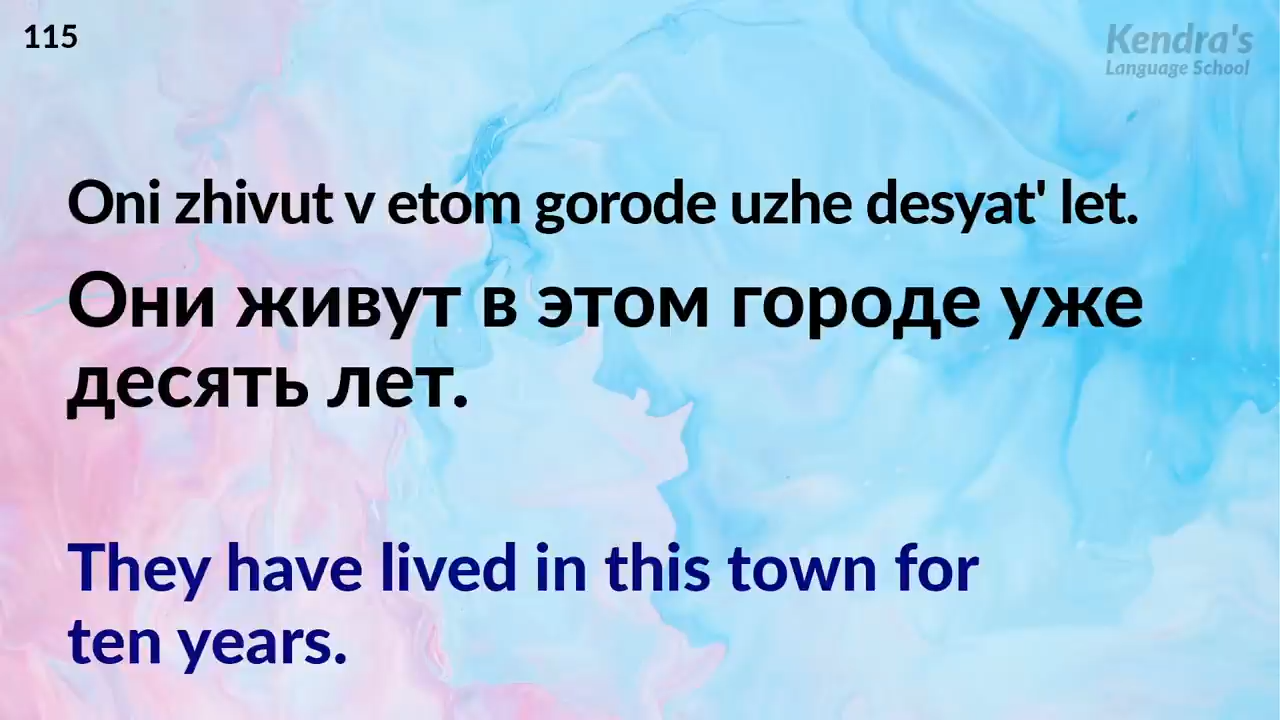 115
Kendra's
Language School
Oni zhivut v etom gorode uzhe desyat' let.
Они живут в этом городе уже
десять лет.
They have lived in this town for
ten years.